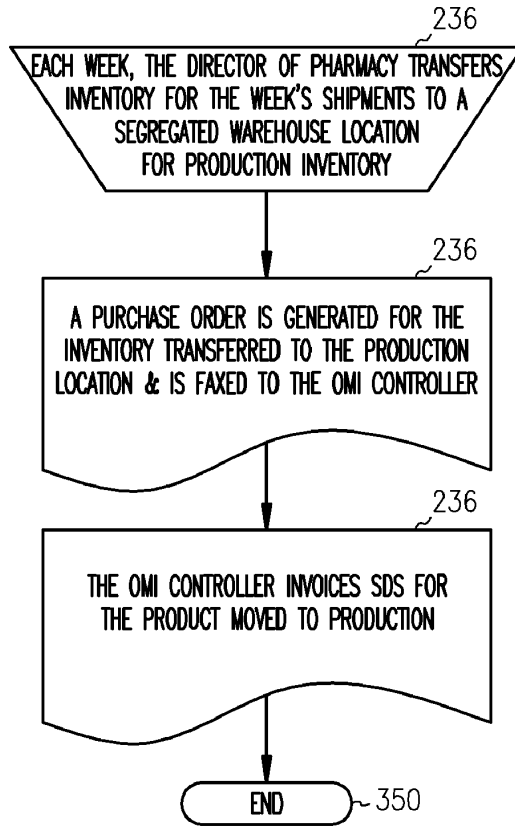 236
EACH WEEK, THE DIRECTOR OF PHARMACY TRANSFERS
INVENTORY FOR THE WEEK'S SHIPMENTS TO A
SEGREGATED WAREHOUSE LOCATION
FOR PRODUCTION INVENTORY
236
A PURCHASE ORDER IS GENERATED FOR THE
INVENTORY TRANSFERRED TO THE PRODUCTION
LOCATION & IS FAXED TO THE OMI CONTROLLER
236
THE OMI CONTROLLER INVOICES SDS FOR
THE PRODUCT MOVED TO PRODUCTION
END 350